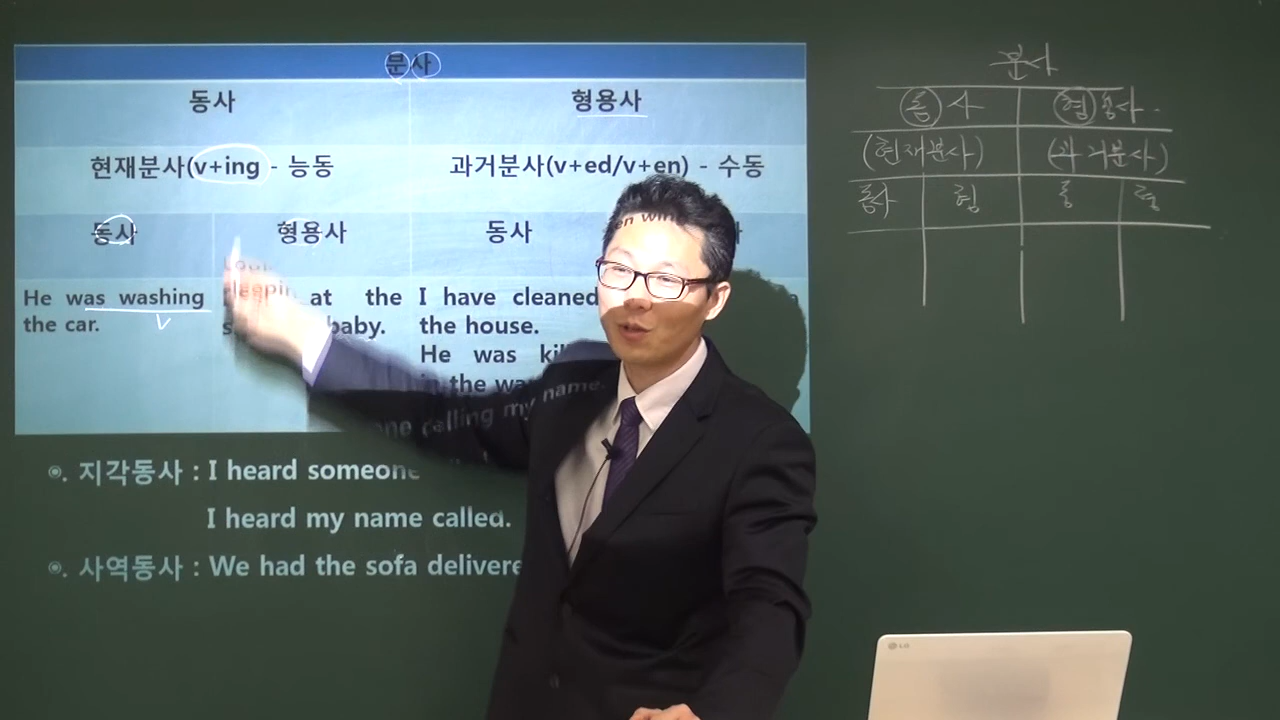 분사
동사 형용사
현재분사(v+ing - 능동 과거분사(v+ed/v+en) - 수동
동사 형용사 동사
He was washing
the car.
at the
baby.
I have cleaned
the house.
He was
in the
calling my name.
◉. 지각동사 : I heard someone
I heard my name called.
◉. 사역동사 : We had the sofa
V
분사
동사 형용사
(현재분사) (과거분사)
동사 형 동 형
LG